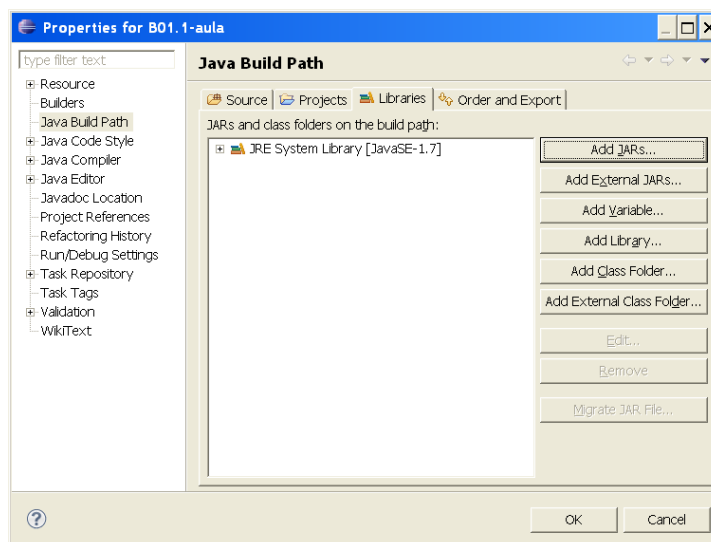 Properties for B01.1-aula
type filter text
Resource
Builders
Java Build Path
Java Code Style
Java Compiler
Java Editor
Javadoc Location
Project References
Refactoring History
Run/Debug Settings
Task Repository
Task Tags
Validation
WikiText
Java Build Path
Source Projects Libraries Order and Export
JARs and class folders on the build path:
JRE System Library [JavaSE-1.7]
Add JARs...
Add External JARs...
Add Variable...
Add Library...
Add Class Folder...
Add External Class Folder...
Edit...
Remove
Migrate JAR File...
OK Cancel